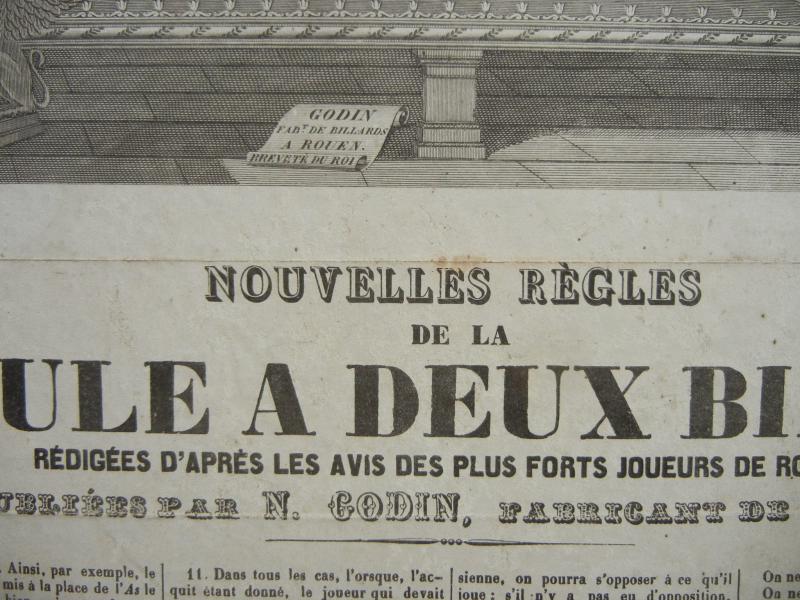 GODIN
FABT. DE BILLARDS
A ROUEN.
BREVETÉ DU ROI
NOUVELLES RÈGLES
DE LA
ULE A DEUX BI
RÉDIGÉES D'APRÈS LES AVIS DES PLUS FORTS JOUEURS DE RO
UBLIÉES PAR N. GODIN, FABRICANT DE
. Ainsi, par exemple, le
mis à la place de l'As le
11. Dans tous les cas, l'orsque, l'ac-
quit étant donné, le joueur qui devait
sienne, on pourra s'opposer à ce qu'il
joue; s'il n'y a pas eu d'opposition,
On ne
On ne